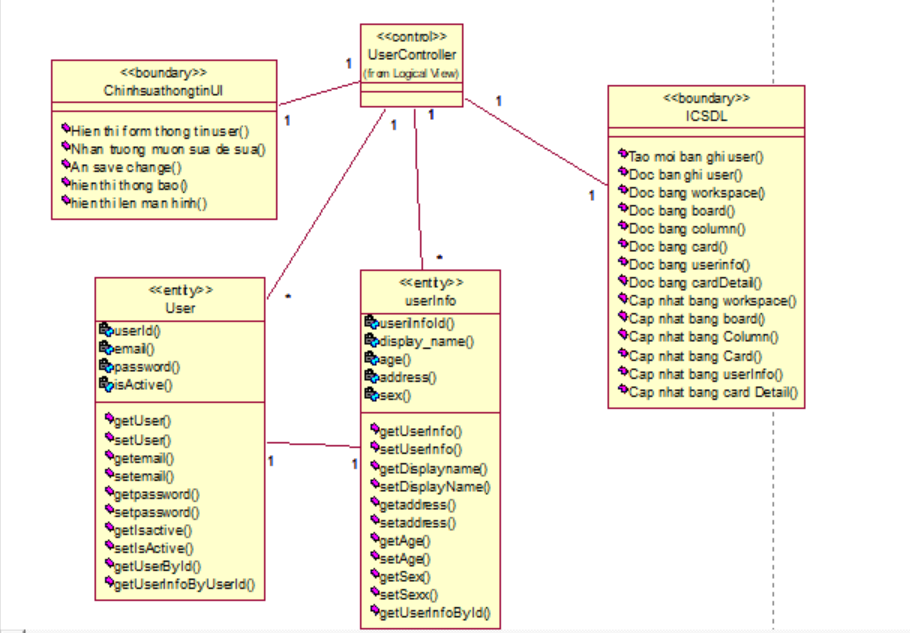 <<control>>
UserController
(from Logical View)
1
1
1
1
1
<<boundary>>
ChinhsuathongtinUI
Hien thi form thong tin user()
Nhan truong muon sua de sua()
An save change()
hien thi thong bao()
hien thi len man hinh()
1
<<boundary>>
ICSDL
Tao moi ban ghi user()
Doc ban ghi user()
Doc bang workspace()
Doc bang board()
Doc bang column()
Doc bang card()
Doc bang userinfo()
Doc bang cardDetail()
Cap nhat bang workspace()
Cap nhat bang board()
Cap nhat bang Column()
Cap nhat bang Card()
Cap nhat bang userInfo()
Cap nhat bang card Detail()
*
*
<<entity>>
User
userId()
email()
password()
isActive()
getUser()
setUser()
getemail()
setemail()
getpassword()
setpassword()
getIsactive()
setIsActive()
getUserById()
getUserInfoByUserId()
1
1
<<entity>>
userInfo
userInfoId()
display_name()
age()
address()
sex()
getUserInfo()
setUserInfo()
getDisplayname()
setDisplayName()
getaddress()
setaddress()
getAge()
setAge()
getSex()
setSexx()
getUserInfoById()